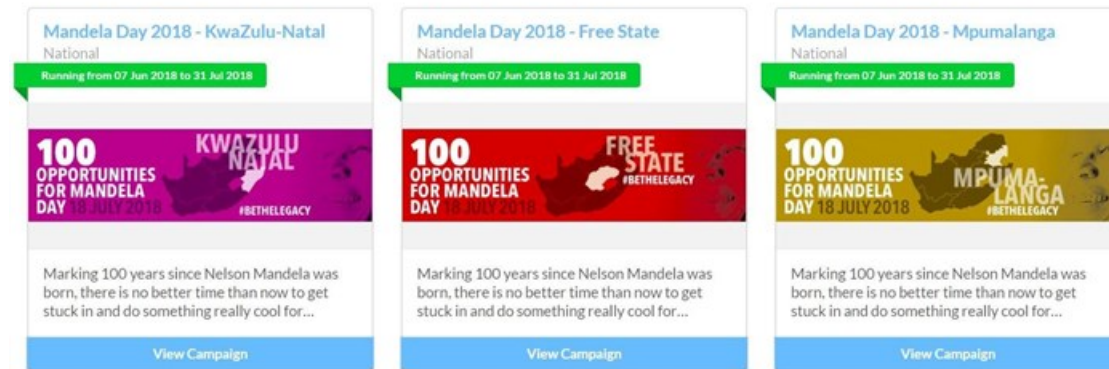 Mandela Day 2018 - KwaZulu-Natal
National
Running from 07 Jun 2018 to 31 Jul 2018
100
OPPORTUNITIES
FOR MANDELA
DAY 18 JULY 2018
KWAZULU
NATAL
#BETHELEGACY
Marking 100 years since Nelson Mandela was
born, there is no better time than now to get
stuck in and do something really cool for...
View Campaign
Mandela Day 2018 - Free State
National
Running from 07 Jun 2018 to 31 Jul 2018
100
OPPORTUNITIES
FOR MANDELA
DAY 18 JULY 2018
FREE
STATE
#BETHELEGACY
Marking 100 years since Nelson Mandela was
born, there is no better time than now to get
stuck in and do something really cool for...
View Campaign
Mandela Day 2018 - Mpumalanga
National
Running from 07 Jun 2018 to 31 Jul 2018
100
OPPORTUNITIES
FOR MANDELA
DAY 18 JULY 2018
MPUMA-
LANGA
#BETHELEGACY
Marking 100 years since Nelson Mandela was
born, there is no better time than now to get
stuck in and do something really cool for...
View Campaign